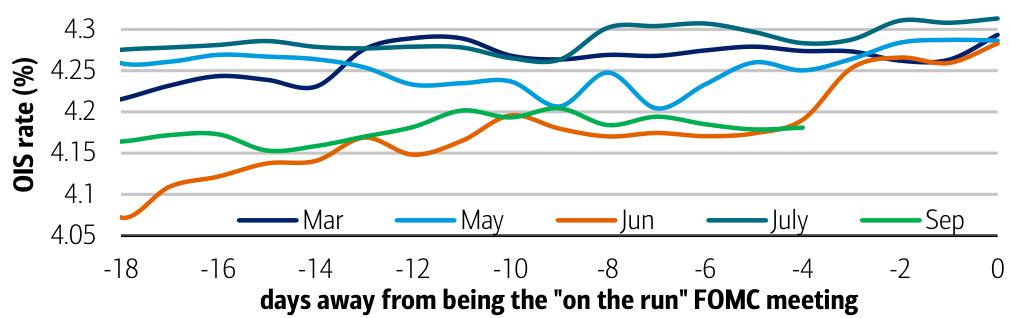 OIS rate (%)
4.3
4.25
4.2
4.15
4.1
4.05
Mar May Jun July Sep
-18 -16 -14 -12 -10 -8 -6 -4 -2 0
days away from being the "on the run" FOMC meeting